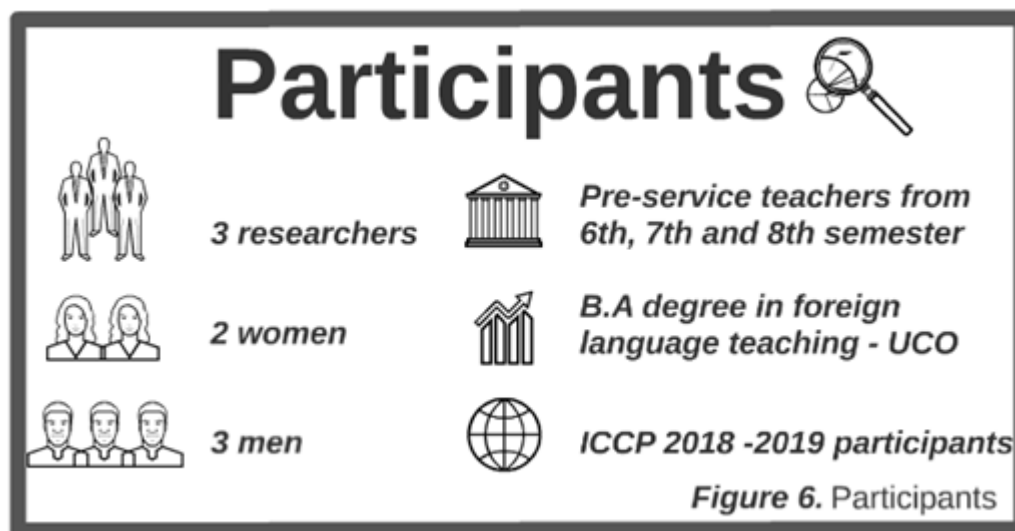 Participants
3 researchers
2 women
3 men
Pre-service teachers from
6th, 7th and 8th semester
B.A degree in foreign
language teaching - UCO
ICCP 2018 -2019 participants
Figure 6. Participants